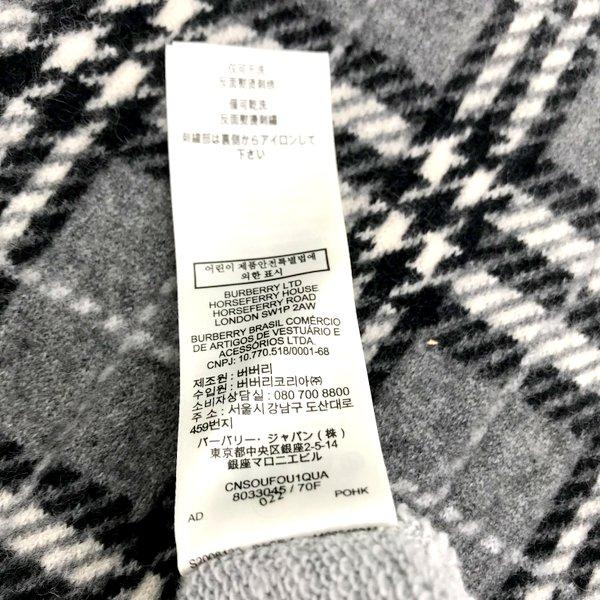 仅可干洗
反面熨烫刺绣
僅可乾洗
反面熨燙刺繡
刺繍部は裏側からアイロンして
下さい
어린이 제품안전특별법에
의한 표시
BURBERRY LTD
HORSEFERRY HOUSE
HORSEFERRY ROAD
LONDON SW1P 2AW
BURBERRY BRASIL COMÉRCIO
DE ARTIGOS DE VESTUÁRIO E
ACESSÓRIOS LTDA.
CNPJ: 10.770.518/0001-68
제조원 : 버버리
수입원 : 버버리코리아㈜
소비자상담실 : 080 700 8800
주 소 : 서울시 강남구 도산대로
459번지
バーバリー・ジャパン(株)
東京都中央区銀座2-5-14
銀座マロニエビル
CNSOUFOU1QUA
8033045 / 70F
022
AD
POHK